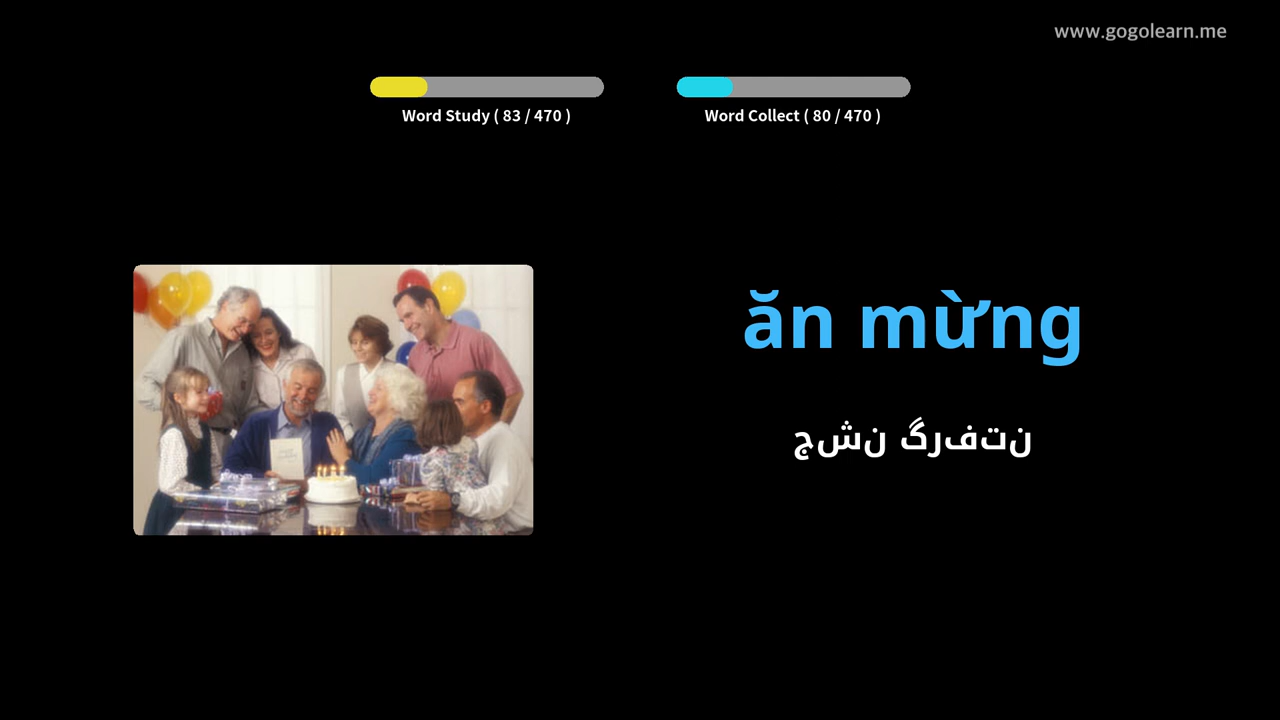 www.gogolearn.me
Word Study ( 83 / 470 )
Word Collect ( 80 / 470 )
ăn mừng
جشن گرفتن